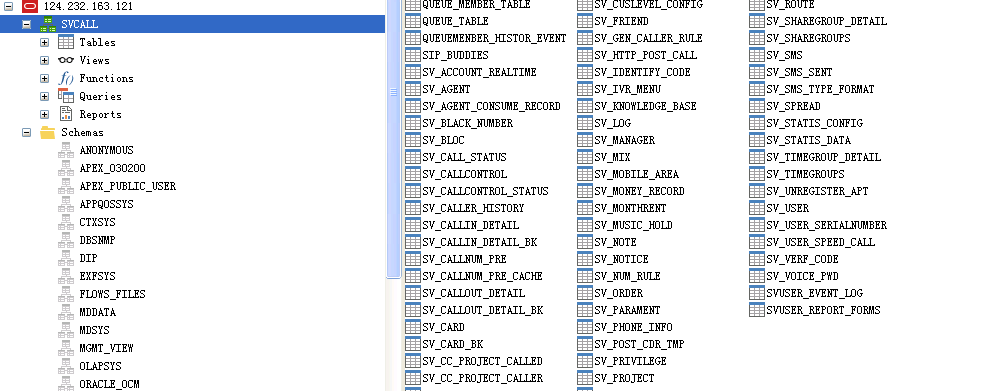 124.232.163.121
SVCALL
Tables
Views
Functions
Queries
Reports
Schemas
ANONYMOUS
APEX_030200
APEX_PUBLIC_USER
APPQOSSYS
CTXSYS
DBSNMP
DIP
EXFSYS
FLOWS_FILES
MDDATA
MDSYS
MGMT_VIEW
OLAPSYS
ORACLE_OCM
QUEUE_MEMBER_TABLE
QUEUE_TABLE
QUEUEMENBER_HISTOR_EVENT
SIP_BUDDIES
SV_ACCOUNT_REALTIME
SV_AGENT
SV_AGENT_CONSUME_RECORD
SV_BLACK_NUMBER
SV_BLOC
SV_CALL_STATUS
SV_CALLCONTROL
SV_CALLCONTROL_STATUS
SV_CALLER_HISTORY
SV_CALLIN_DETAIL
SV_CALLIN_DETAIL_BK
SV_CALLNUM_PRE
SV_CALLNUM_PRE_CACHE
SV_CALLOUT_DETAIL
SV_CALLOUT_DETAIL_BK
SV_CARD
SV_CARD_BK
SV_CC_PROJECT_CALLED
SV_CC_PROJECT_CALLER
SV_CUSLEVEL_CONFIG
SV_FRIEND
SV_GEN_CALLER_RULE
SV_HTTP_POST_CALL
SV_IDENTIFY_CODE
SV_IVR_MENU
SV_KNOWLEDGE_BASE
SV_LOG
SV_MANAGER
SV_MIX
SV_MOBILE_AREA
SV_MONEY_RECORD
SV_MONTHRENT
SV_MUSIC_HOLD
SV_NOTE
SV_NOTICE
SV_NUM_RULE
SV_ORDER
SV_PARAMENT
SV_PHONE_INFO
SV_POST_CDR_TMP
SV_PRIVILEGE
SV_PROJECT
SV_ROUTE
SV_SHAREGROUP_DETAIL
SV_SHAREGROUPS
SV_SMS
SV_SMS_SENT
SV_SMS_TYPE_FORMAT
SV_SPREAD
SV_STATIS_CONFIG
SV_STATIS_DATA
SV_TIMEGROUP_DETAIL
SV_TIMEGROUPS
SV_UNREGISTER_APT
SV_USER
SV_USER_SERIALNUMBER
SV_USER_SPEED_CALL
SV_VERF_CODE
SV_VOICE_PWD
SVUSER_EVENT_LOG
SVUSER_REPORT_FORMS